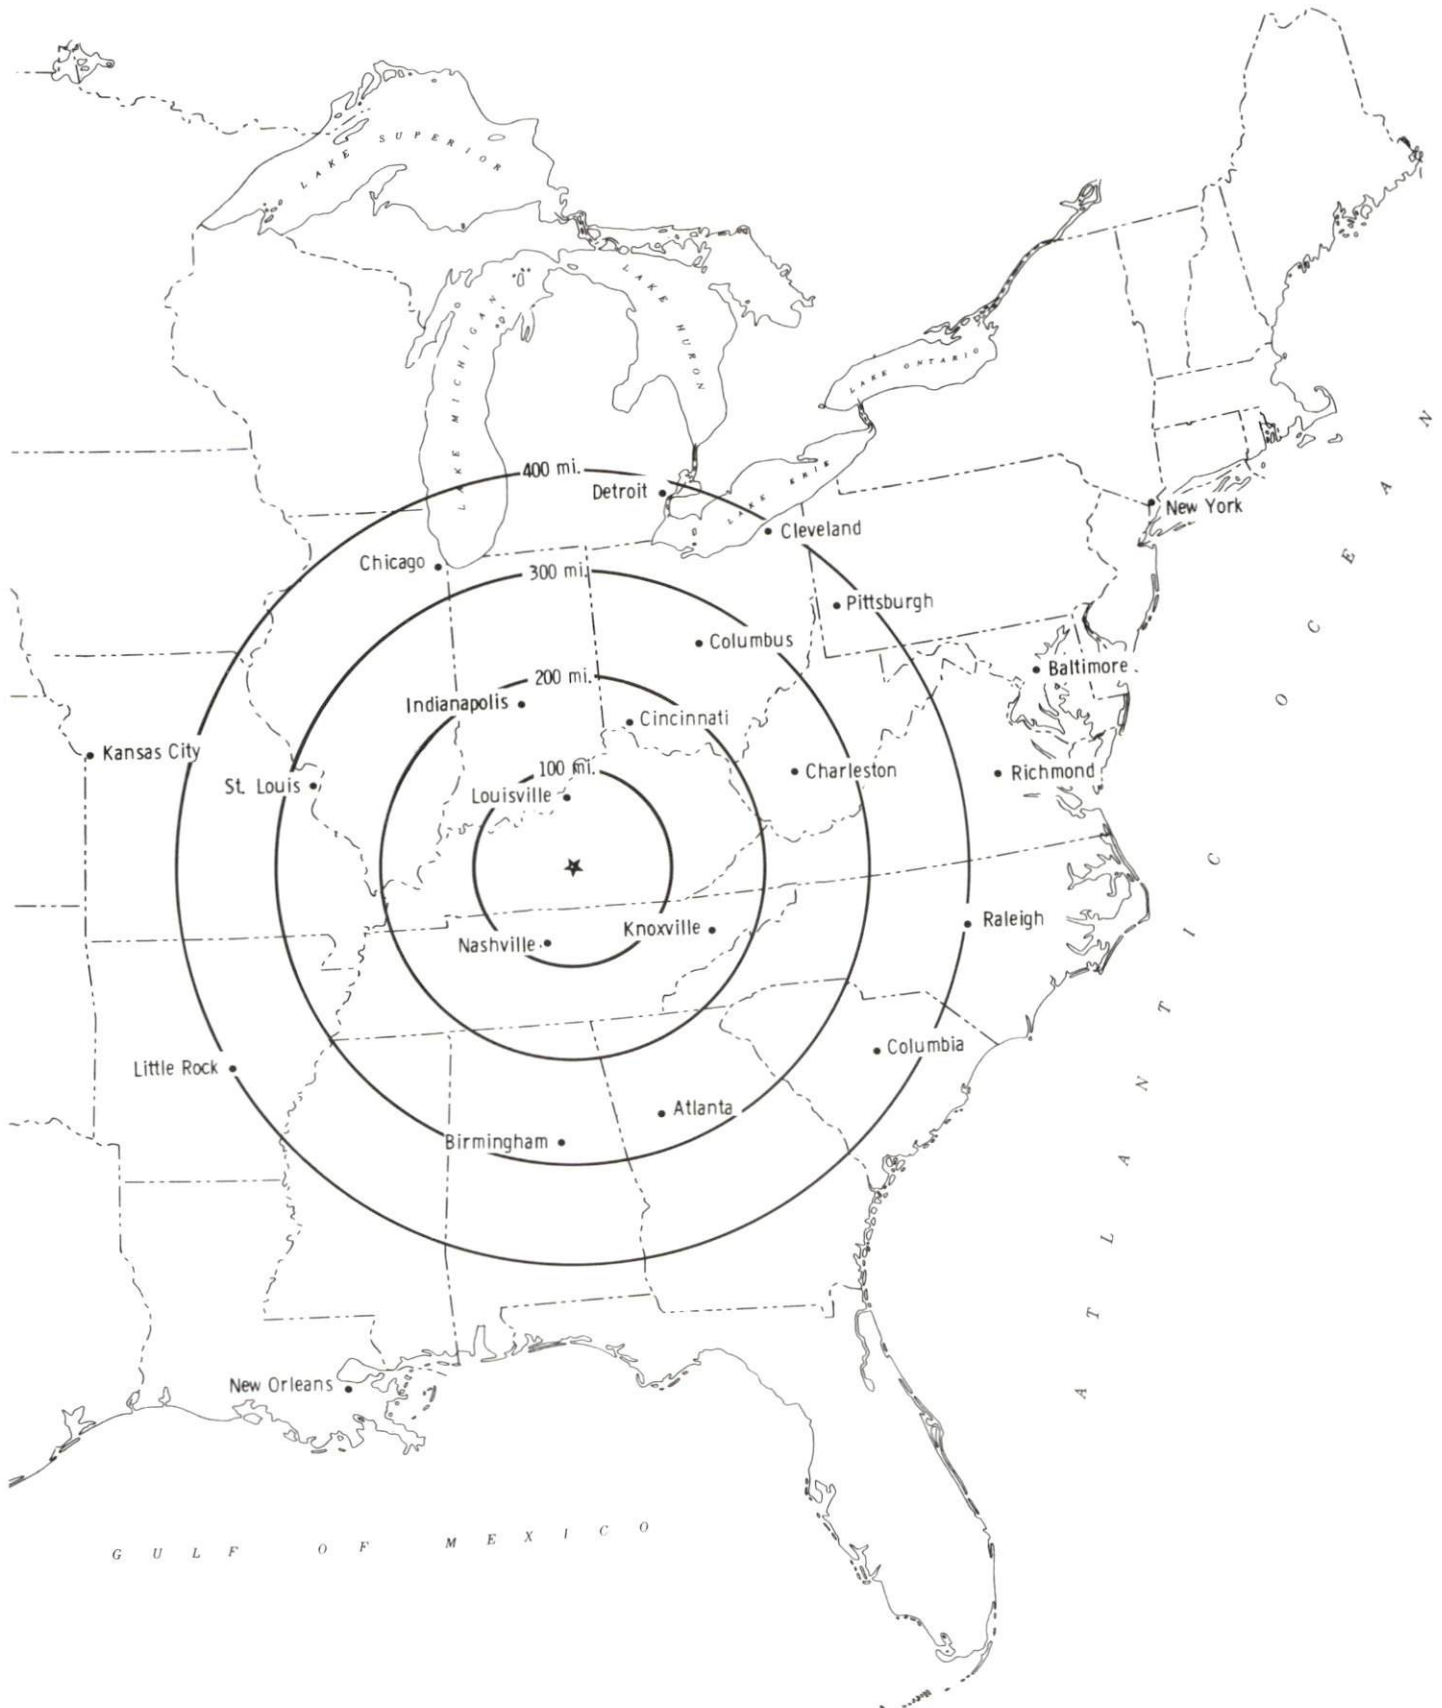 LAKE SUPERIOR
LAKE MICHIGAN
LAKE HURON
LAKE ONTARIO
LAKE ERIE
400 mi.
Detroit
New York
Cleveland
Chicago
300 mi.
Pittsburgh
Columbus
Baltimore
200 mi.
Indianapolis
Cincinnati
Kansas City
100 mi.
Charleston
Richmond
St. Louis
Louisville
Raleigh
Knoxville
Nashville
Columbia
Little Rock
Atlanta
Birmingham
New Orleans
ATLANTIC OCEAN
GULF OF MEXICO